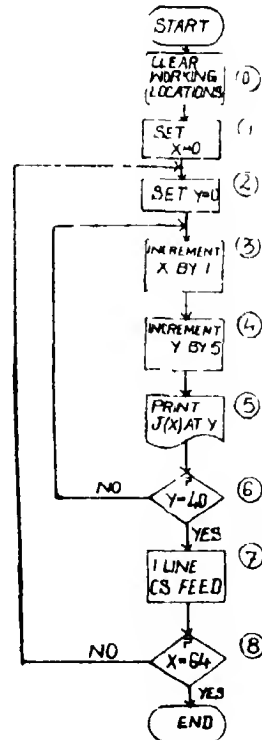 START
CLEAR
WORKING
LOCATIONS
0
SET
X=0
1
SET Y=0
2
INCREMENT
X BY 1
3
INCREMENT
Y BY 5
4
PRINT
J(X) AT Y
5
?
Y=40
6
NO
YES
1 LINE
CS FEED
7
?
X=64
8
NO
YES
END